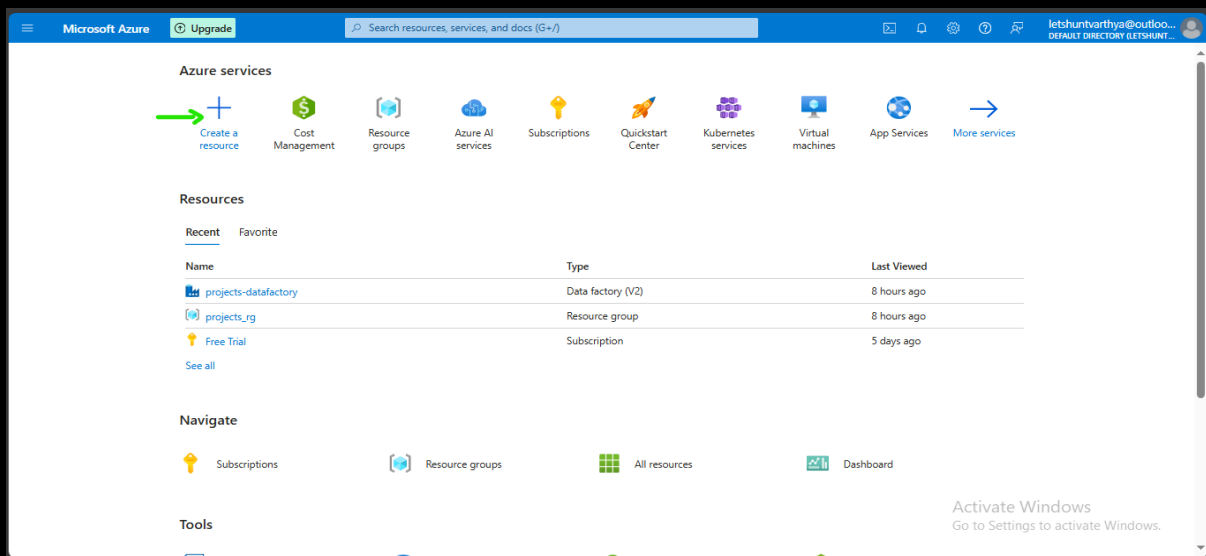 Microsoft Azure
Upgrade
Search resources, services, and docs (G+/)
letshuntvarthya@outloo...
DEFAULT DIRECTORY (LETSHUNT...
Azure services
Create a resource
Cost Management
Resource groups
Azure AI services
Subscriptions
Quickstart Center
Kubernetes services
Virtual machines
App Services
More services
Resources
Recent Favorite
Name Type Last Viewed
projects-datafactory Data factory (V2) 8 hours ago
projects_rg Resource group 8 hours ago
Free Trial Subscription 5 days ago
See all
Navigate
Subscriptions Resource groups All resources Dashboard
Activate Windows
Go to Settings to activate Windows.
Tools